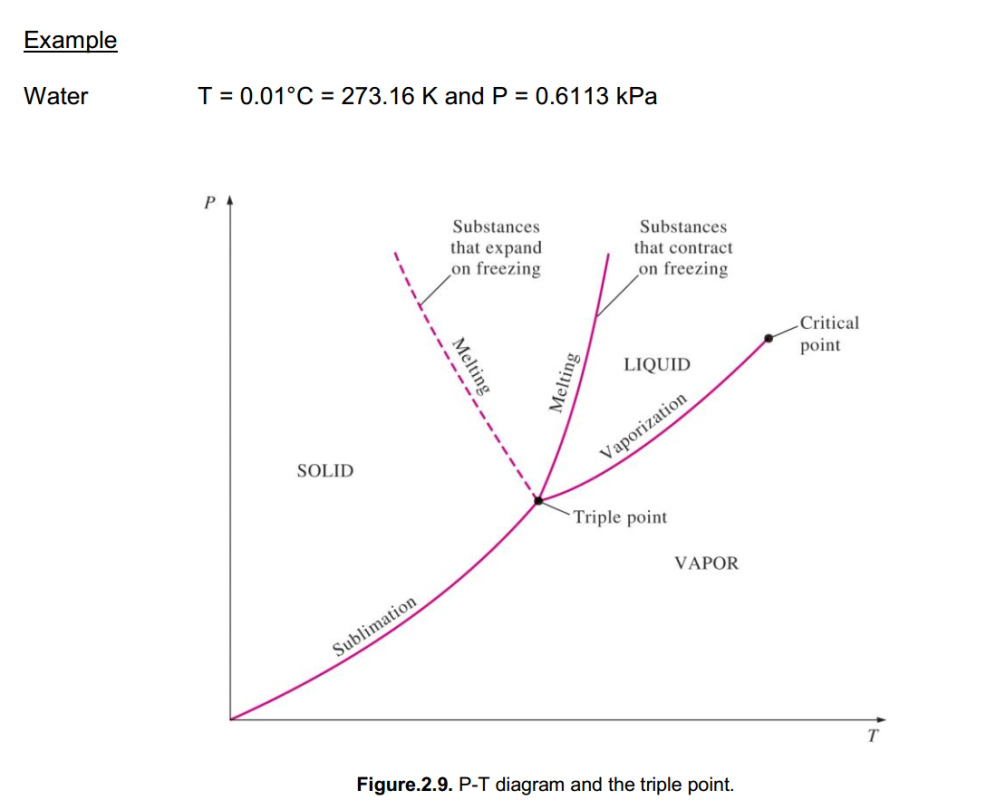 Example
Water T = 0.01°C = 273.16 K and P = 0.6113 kPa
P
Substances
that expand
on freezing
Substances
that contract
on freezing
Critical
point
Melting
Melting
LIQUID
Vaporization
SOLID
Triple point
VAPOR
Sublimation
T
Figure.2.9. P-T diagram and the triple point.